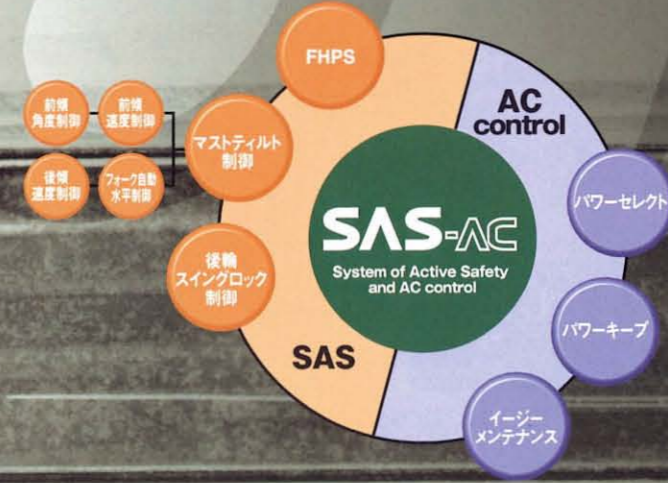 FHPS
AC
control
前傾
角度制御
前傾
速度制御
後傾
速度制御
フォーク自動
水平制御
マストティルト
制御
後輪
スイングロック
制御
SAS-AC
System of Active Safety
and AC control
SAS
パワーセレクト
パワーキープ
イージー
メンテナンス